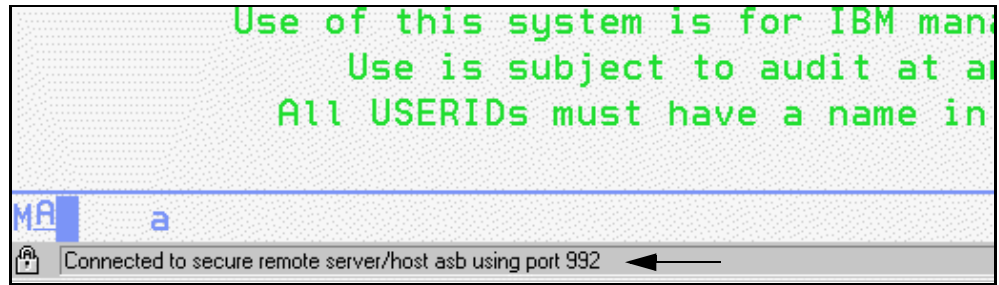 Use of this system is for IBM mana
Use is subject to audit at a
All USERIDs must have a name in
MA a
Connected to secure remote server/host asb using port 992